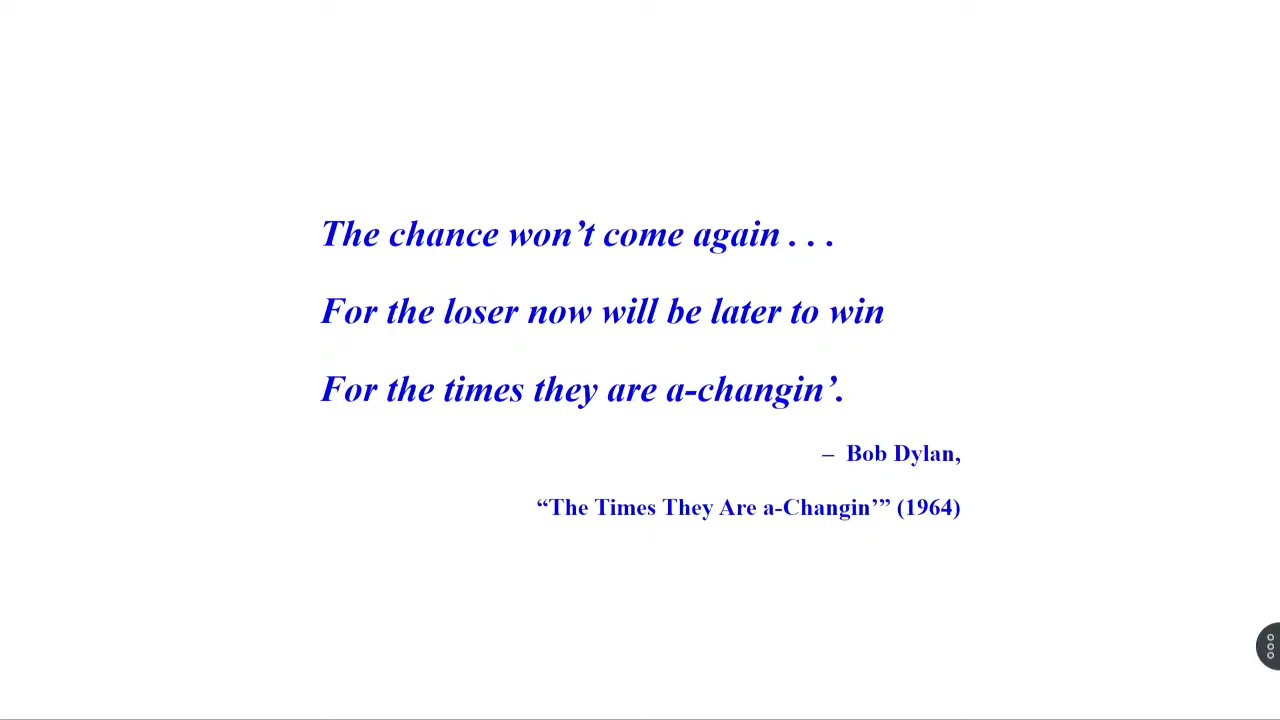 The chance won’t come again . . .
For the loser now will be later to win
For the times they are a-changin’.
– Bob Dylan,
“The Times They Are a-Changin’” (1964)